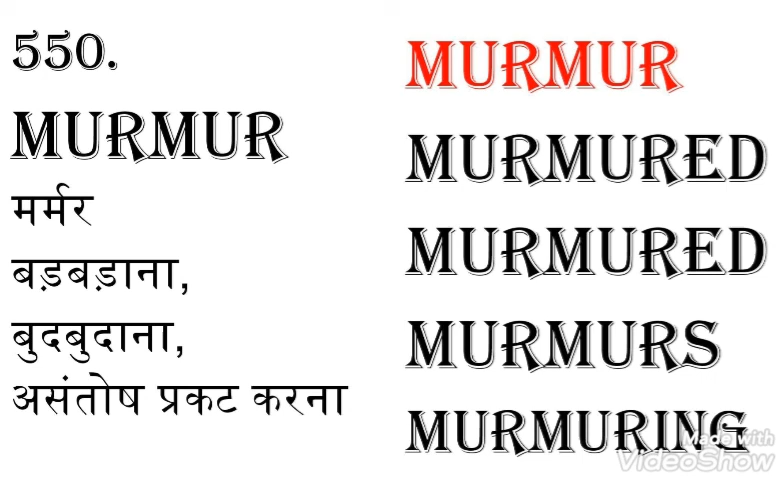 550.
MURMUR
मर्मर
बड़बड़ाना,
बुदबुदाना,
असंतोष प्रकट करना
MURMUR
MURMURED
MURMURED
MURMURS
MURMURING
Made with
VideoShow